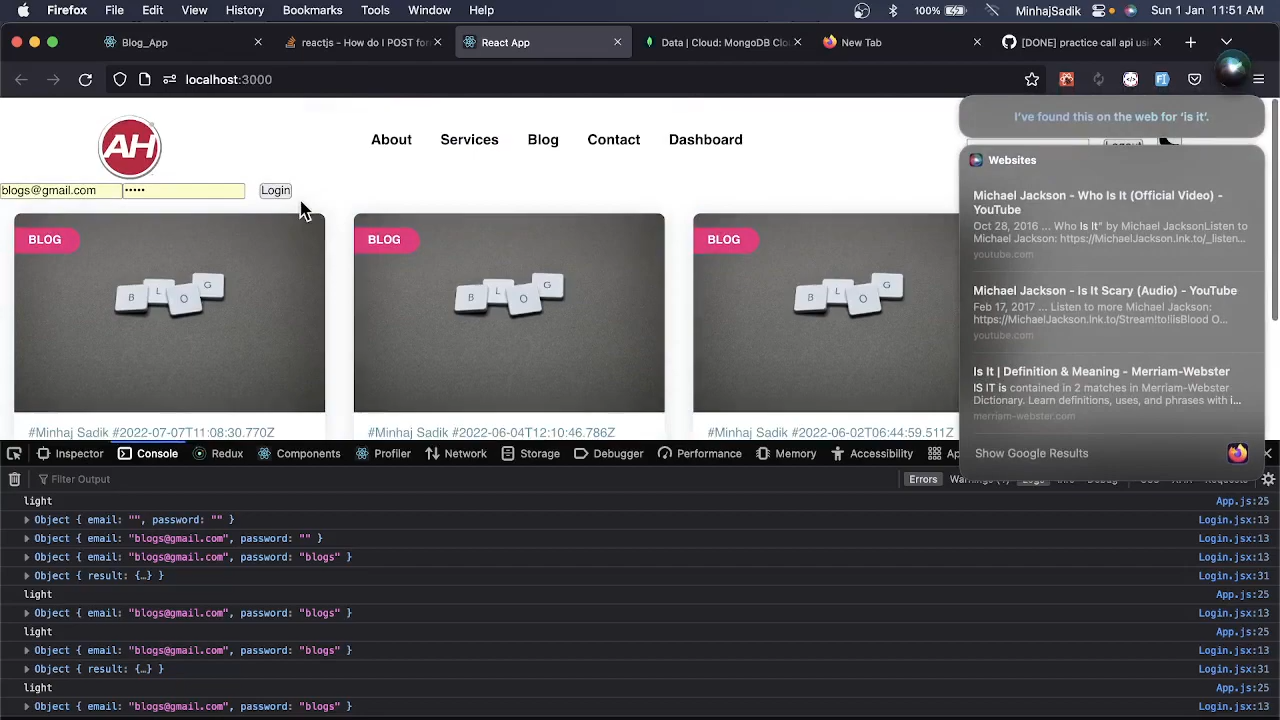 Firefox File Edit View History Bookmarks Tools Window Help 100% MinhajSadik Sun 1 Jan 11:51 AM
Blog_App
reactjs - How do I POST for
React App
Data | Cloud: MongoDB Clo
New Tab
[DONE] practice call api usin
localhost:3000
I've found this on the web for 'is it'.
AH
About Services Blog Contact Dashboard
Logout
blogs@gmail.com ••••• Login
BLOG
BLOG
BLOG
B L O G
B L O G
B L O G
#Minhaj Sadik #2022-07-07T11:08:30.770Z
#Minhaj Sadik #2022-06-04T12:10:46.786Z
#Minhaj Sadik #2022-06-02T06:44:59.511Z
Websites
Michael Jackson - Who Is It (Official Video) -
YouTube
Oct 28, 2016 ... Who Is It" by Michael JacksonListen to
Michael Jackson: https://MichaelJackson.lnk.to/_listen...
youtube.com
Michael Jackson - Is It Scary (Audio) - YouTube
Feb 17, 2017 ... Listen to more Michael Jackson:
https://MichaelJackson.lnk.to/Stream!to!iisBlood O...
youtube.com
Is It | Definition & Meaning - Merriam-Webster
IS IT is contained in 2 matches in Merriam-Webster
Dictionary. Learn definitions, uses, and phrases with i...
merriam-webster.com
Show Google Results
Inspector Console Redux Components Profiler Network Storage Debugger Performance Memory Accessibility Ap
Filter Output Errors
light App.js:25
Object { email: "", password: "" } Login.jsx:13
Object { email: "blogs@gmail.com", password: "" } Login.jsx:13
Object { email: "blogs@gmail.com", password: "blogs" } Login.jsx:13
Object { result: {…} } Login.jsx:31
light App.js:25
Object { email: "blogs@gmail.com", password: "blogs" } Login.jsx:13
light App.js:25
Object { email: "blogs@gmail.com", password: "blogs" } Login.jsx:13
Object { result: {…} } Login.jsx:31
light App.js:25
Object { email: "blogs@gmail.com", password: "blogs" } Login.jsx:13